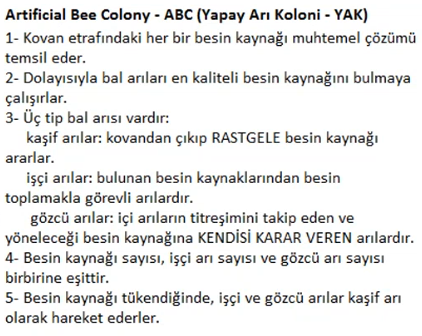 Artificial Bee Colony - ABC (Yapay Arı Koloni - YAK)
1- Kovan etrafındaki her bir besin kaynağı muhtemel çözümü
temsil eder.
2- Dolayısıyla bal arıları en kaliteli besin kaynağını bulmaya
çalışırlar.
3- Üç tip bal arısı vardır:
kaşif arılar: kovandan çıkıp RASTGELE besin kaynağı
ararlar.
işçi arılar: bulunan besin kaynaklarından besin
toplamakla görevli arılardır.
gözcü arılar: içi arıların titreşimini takip eden ve
yöneleceği besin kaynağına KENDİSİ KARAR VEREN arılardır.
4- Besin kaynağı sayısı, işçi arı sayısı ve gözcü arı sayısı
birbirine eşittir.
5- Besin kaynağı tükendiğinde, işçi ve gözcü arılar kaşif arı
olarak hareket ederler.